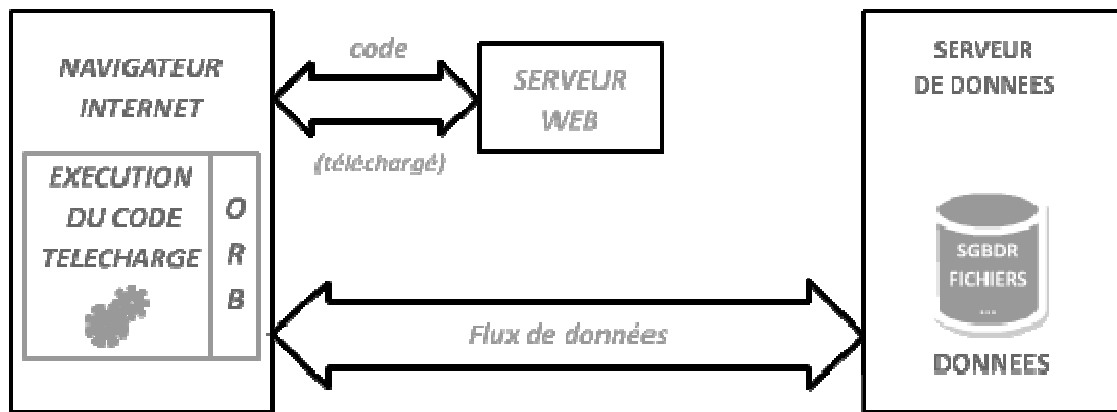 NAVIGATEUR
INTERNET
EXECUTION
DU CODE
TELECHARGE
O
R
B
code
(téléchargé)
SERVEUR
WEB
Flux de données
SERVEUR
DE DONNEES
SGBDR
FICHIERS
...
DONNEES